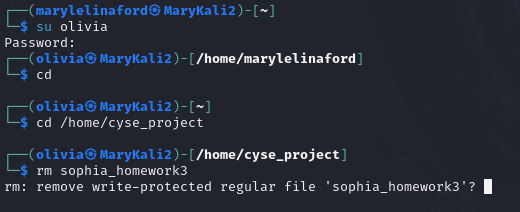 ┌──(marylelinaford㉿MaryKali2)-[~]
└─$ su olivia
Password:
┌──(olivia㉿MaryKali2)-[/home/marylelinaford]
└─$ cd
┌──(olivia㉿MaryKali2)-[~]
└─$ cd /home/cyse_project
┌──(olivia㉿MaryKali2)-[/home/cyse_project]
└─$ rm sophia_homework3
rm: remove write-protected regular file 'sophia_homework3'?